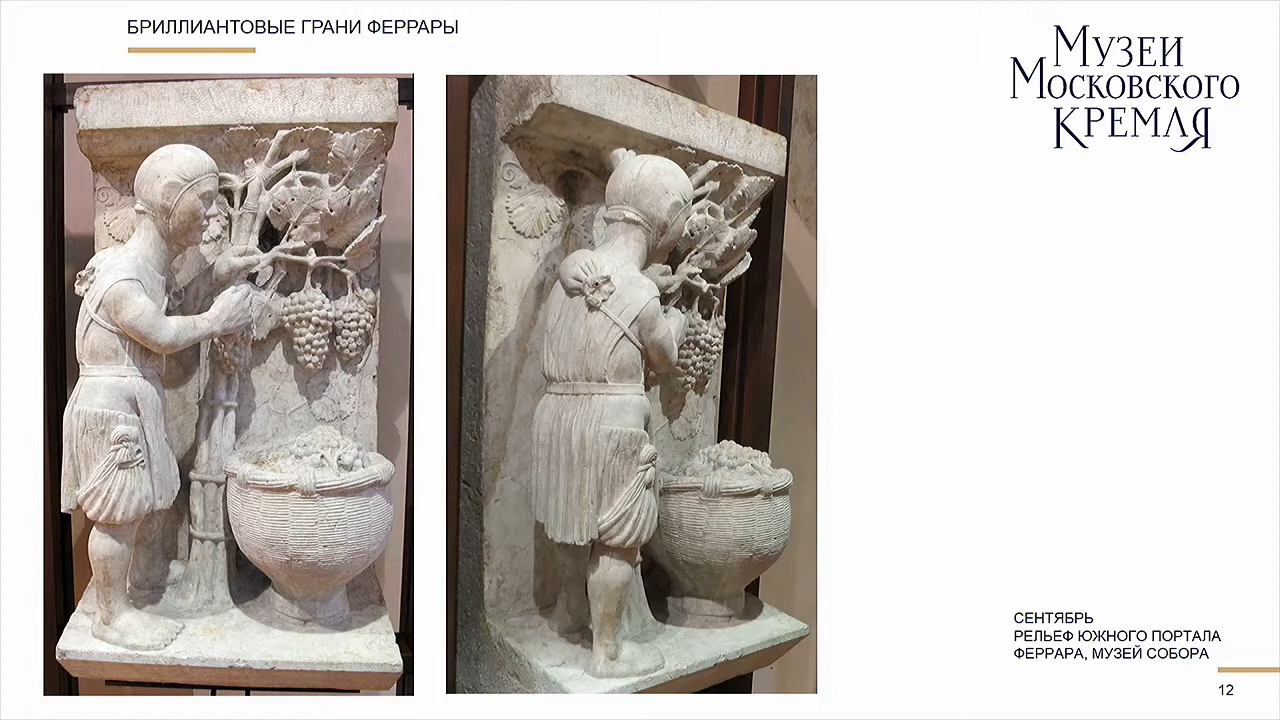 БРИЛЛИАНТОВЫЕ ГРАНИ ФЕРРАРЫ
МУЗЕИ
МОСКОВСКОГО
КРЕМЛЯ
СЕНТЯБРЬ
РЕЛЬЕФ ЮЖНОГО ПОРТАЛА
ФЕРРАРА, МУЗЕЙ СОБОРА
12